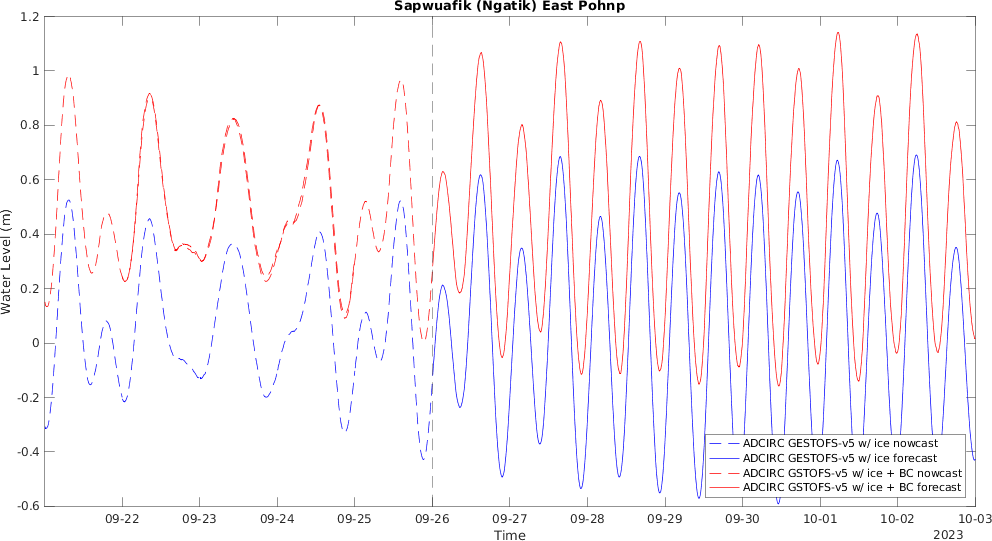 Sapwuafik (Ngatik) East Pohnp
Water Level (m)
1.2
1
0.8
0.6
0.4
0.2
0
-0.2
-0.4
-0.6
ADCIRC GESTOFS-v5 w/ ice nowcast
ADCIRC GESTOFS-v5 w/ ice forecast
ADCIRC GSTOFS-v5 w/ ice + BC nowcast
ADCIRC GSTOFS-v5 w/ ice + BC forecast
09-22 09-23 09-24 09-25 09-26 09-27 09-28 09-29 09-30 10-01 10-02 10-03
Time
2023